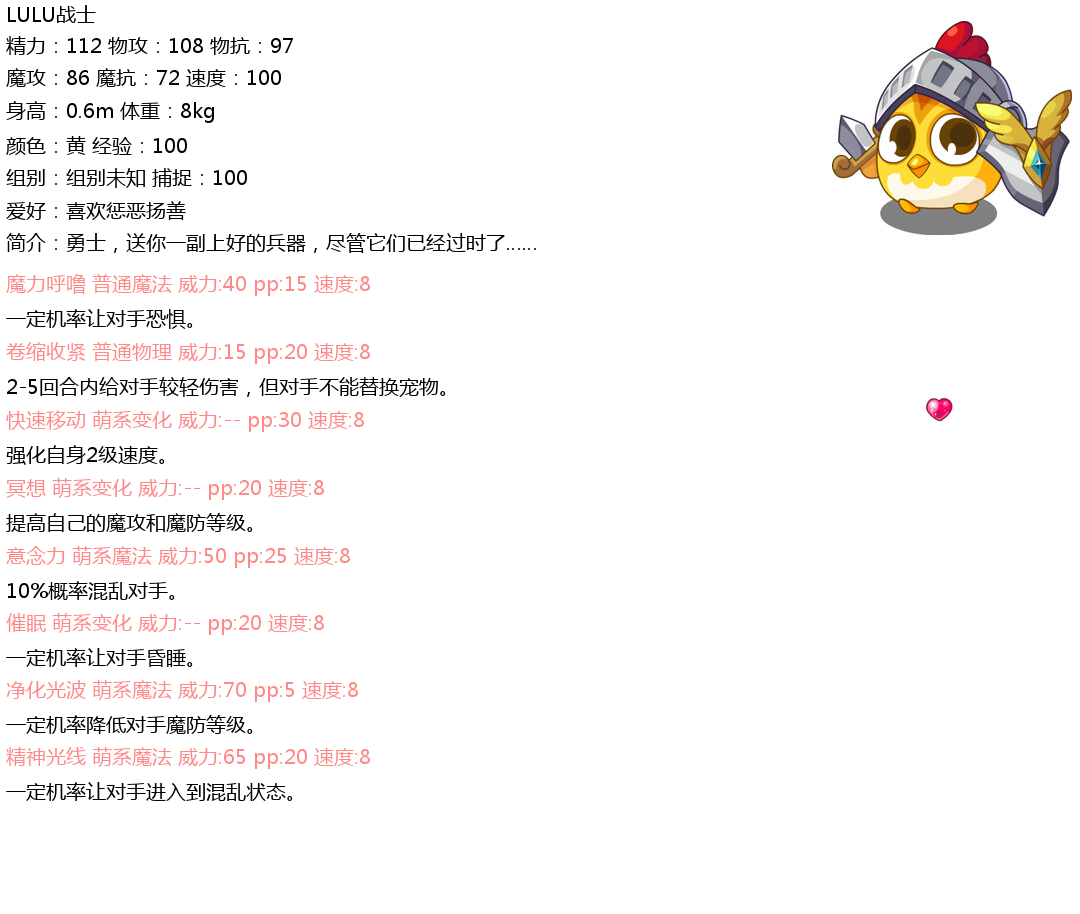 LULU战士
精力：112 物攻：108 物抗：97
魔攻：86 魔抗：72 速度：100
身高：0.6m 体重：8kg
颜色：黄 经验：100
组别：组别未知 捕捉：100
爱好：喜欢惩恶扬善
简介：勇士，送你一副上好的兵器，尽管它们已经过时了......
魔力呼噜 普通魔法 威力:40 pp:15 速度:8
一定机率让对手恐惧。
卷缩收紧 普通物理 威力:15 pp:20 速度:8
2-5回合内给对手较轻伤害，但对手不能替换宠物。
快速移动 萌系变化 威力:-- pp:30 速度:8
强化自身2级速度。
冥想 萌系变化 威力:-- pp:20 速度:8
提高自己的魔攻和魔防等级。
意念力 萌系魔法 威力:50 pp:25 速度:8
10%概率混乱对手。
催眠 萌系变化 威力:-- pp:20 速度:8
一定机率让对手昏睡。
净化光波 萌系魔法 威力:70 pp:5 速度:8
一定机率降低对手魔防等级。
精神光线 萌系魔法 威力:65 pp:20 速度:8
一定机率让对手进入到混乱状态。